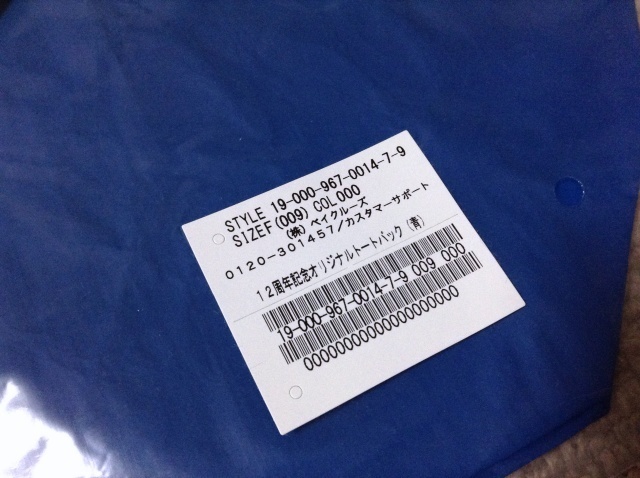 STYLE 19-000-967-0014-7-9
SIZEF(009) COL000
(株)ベイクルーズ
0120-301457/カスタマーサポート
12周年記念オリジナルトートバック(青)
19-000-967-0014-7-9 009 000
00000000000000000000